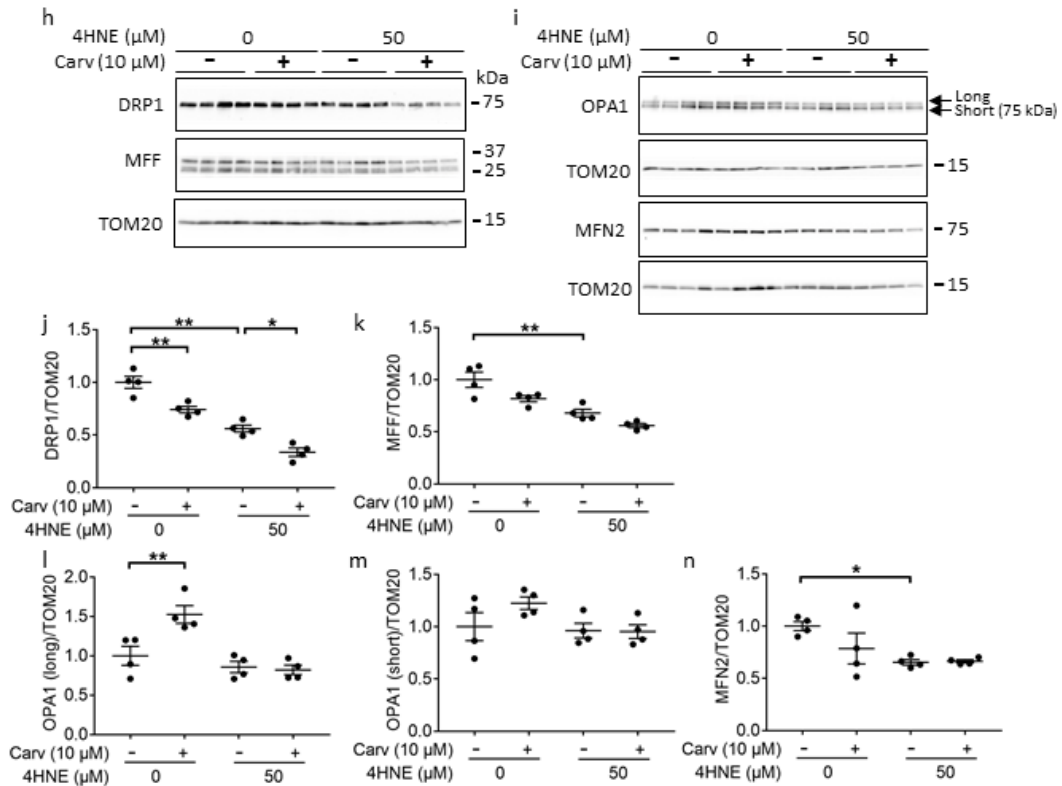 h
4HNE (μM) 0 50
Carv (10 μM) - + - +
kDa
DRP1 75
MFF 37
25
TOM20 15
i
4HNE (μM) 0 50
Carv (10 μM) - + - +
OPA1 Long
Short (75 kDa)
TOM20 15
MFN2 75
TOM20 15
j
DRP1/TOM20
1.5
1.0
0.5
0.0
** ** *
Carv (10 μM) - + - +
4HNE (μM) 0 50
k
MFF/TOM20
1.5
1.0
0.5
0.0
**
Carv (10 μM) - + - +
4HNE (μM) 0 50
l
OPA1 (long)/TOM20
2.0
1.5
1.0
0.5
0.0
**
Carv (10 μM) - + - +
4HNE (μM) 0 50
m
OPA1 (short)/TOM20
1.5
1.0
0.5
0.0
Carv (10 μM) - + - +
4HNE (μM) 0 50
n
MFN2/TOM20
1.5
1.0
0.5
0.0
*
Carv (10 μM) - + - +
4HNE (μM) 0 50